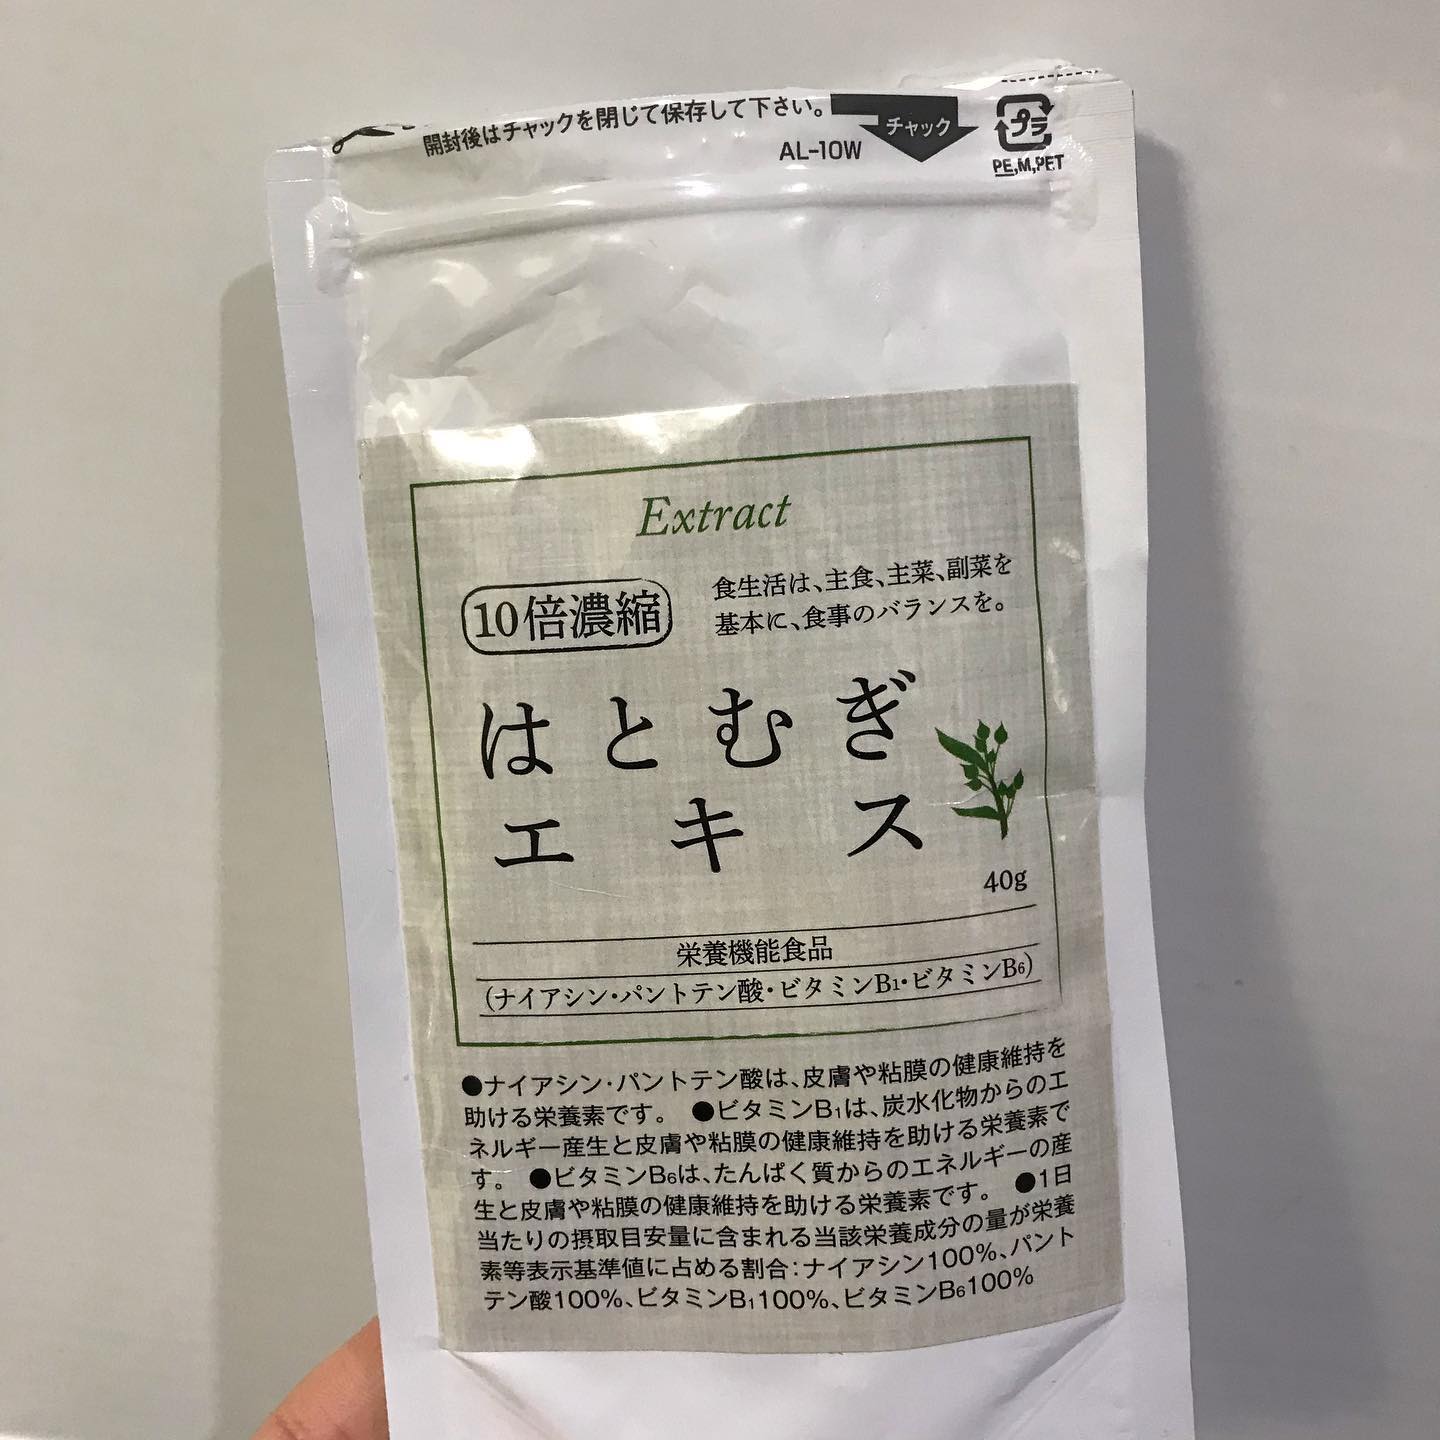 開封後はチャックを閉じて保存して下さい。
チャック
AL-10W
プラ
PE,M,PET
Extract
10倍濃縮
食生活は、主食、主菜、副菜を
基本に、食事のバランスを。
はとむぎ
エキス
40g
栄養機能食品
(ナイアシン・パントテン酸・ビタミンB1・ビタミンB6)
●ナイアシン・パントテン酸は、皮膚や粘膜の健康維持を
助ける栄養素です。 ●ビタミンB1は、炭水化物からのエ
ネルギー産生と皮膚や粘膜の健康維持を助ける栄養素で
す。 ●ビタミンB6は、たんぱく質からのエネルギーの産
生と皮膚や粘膜の健康維持を助ける栄養素です。 ●1日
当たりの摂取目安量に含まれる当該栄養成分の量が栄養
素等表示基準値に占める割合：ナイアシン100%、パント
テン酸100%、ビタミンB1100%、ビタミンB6100%